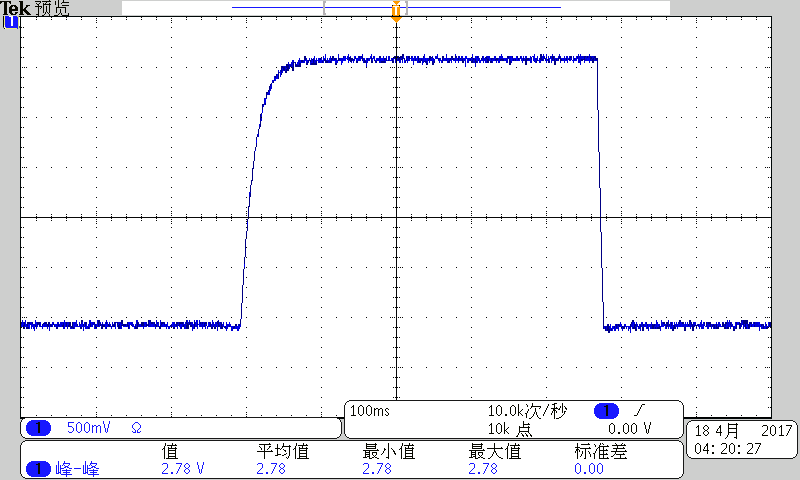 Tek 预览
T
1
1 500mV Ω
100ms 10.0k次/秒 1 ∫
10k 点 0.00 V
值 平均值 最小值 最大值 标准差
1 峰-峰 2.78 V 2.78 2.78 2.78 0.00
18 4月 2017
04:20:27